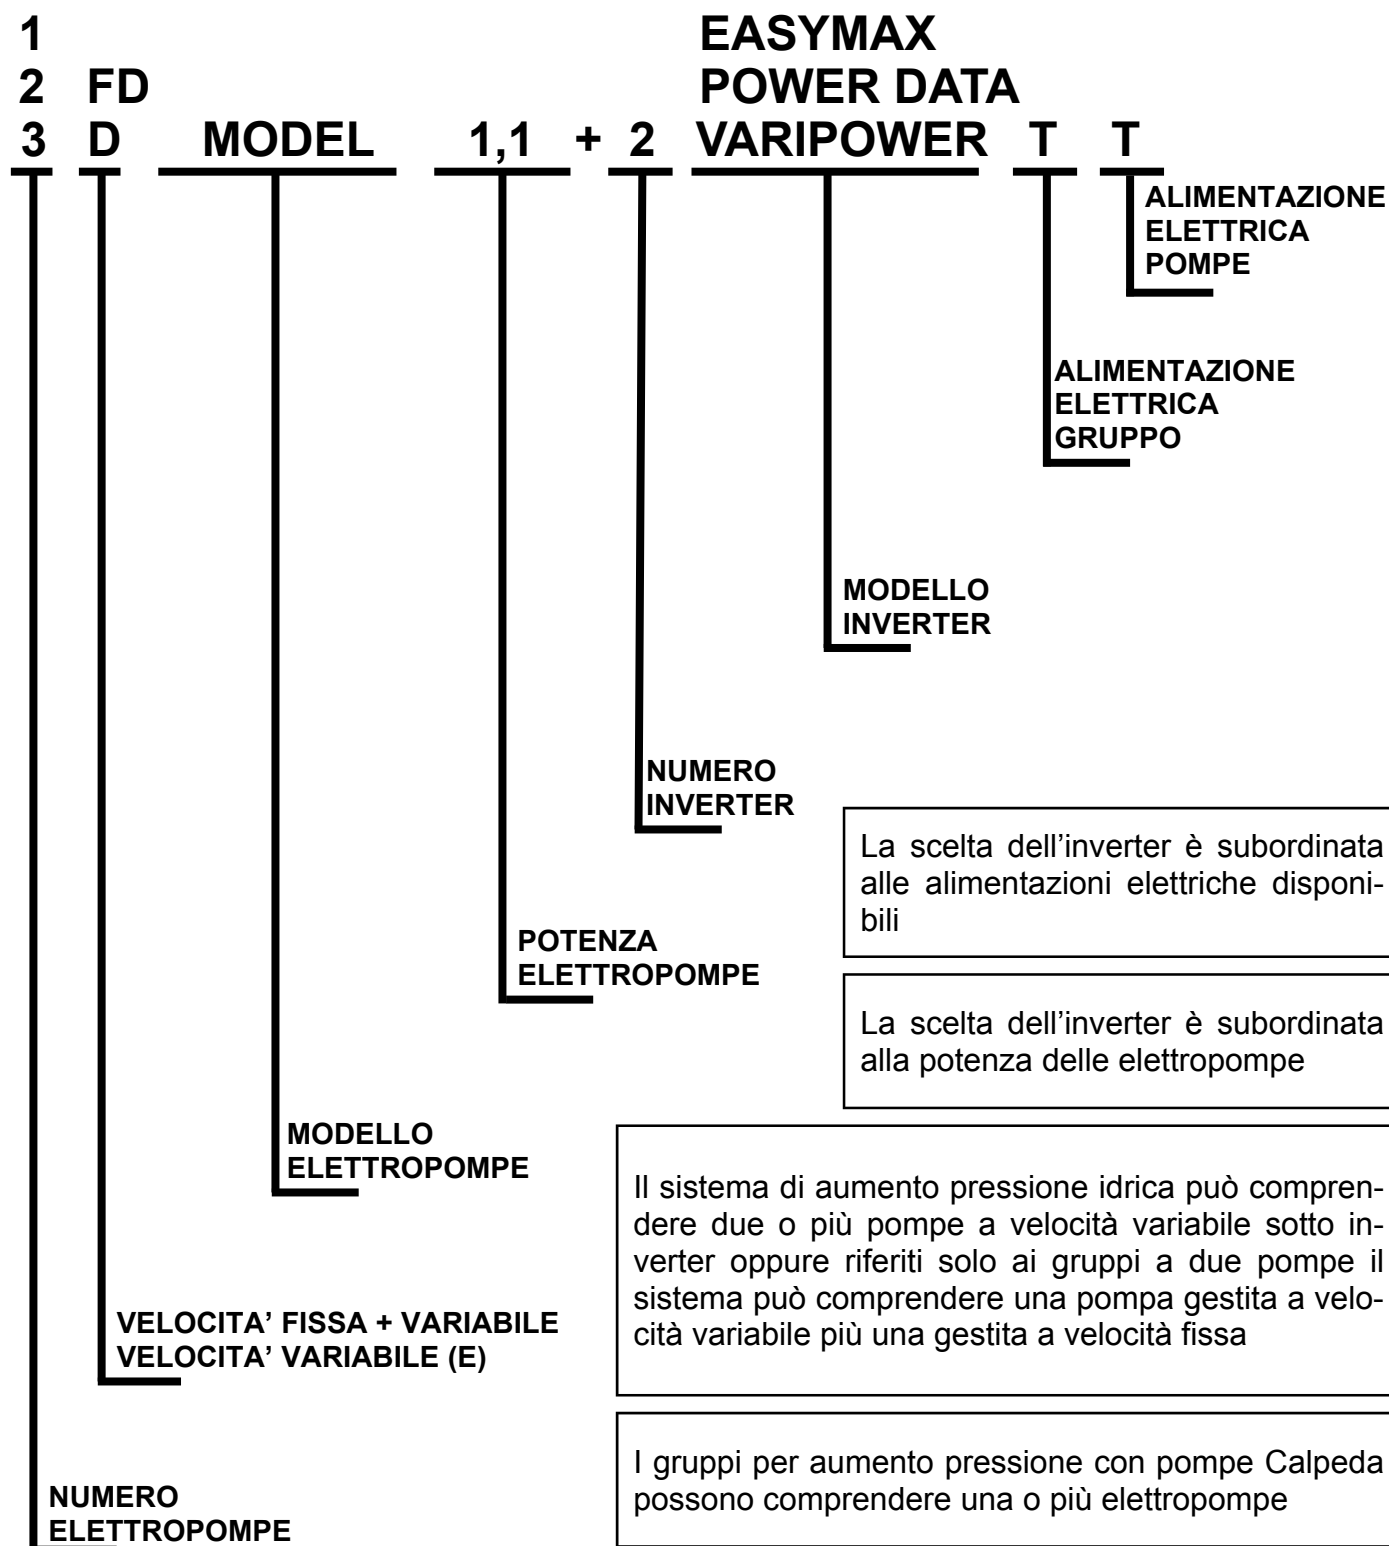 1 EASYMAX
2 FD POWER DATA
3 D MODEL 1,1 + 2 VARIPOWER T T
ALIMENTAZIONE
ELETTRICA
POMPE
ALIMENTAZIONE
ELETTRICA
GRUPPO
MODELLO
INVERTER
NUMERO
INVERTER
La scelta dell’inverter è subordinata
alle alimentazioni elettriche disponi-
bili
POTENZA
ELETTROPOMPE
La scelta dell’inverter è subordinata
alla potenza delle elettropompe
MODELLO
ELETTROPOMPE
Il sistema di aumento pressione idrica può compren-
dere due o più pompe a velocità variabile sotto in-
verter oppure riferiti solo ai gruppi a due pompe il
sistema può comprendere una pompa gestita a velo-
cità variabile più una gestita a velocità fissa
VELOCITA’ FISSA + VARIABILE
VELOCITA’ VARIABILE (E)
I gruppi per aumento pressione con pompe Calpeda
possono comprendere una o più elettropompe
NUMERO
ELETTROPOMPE